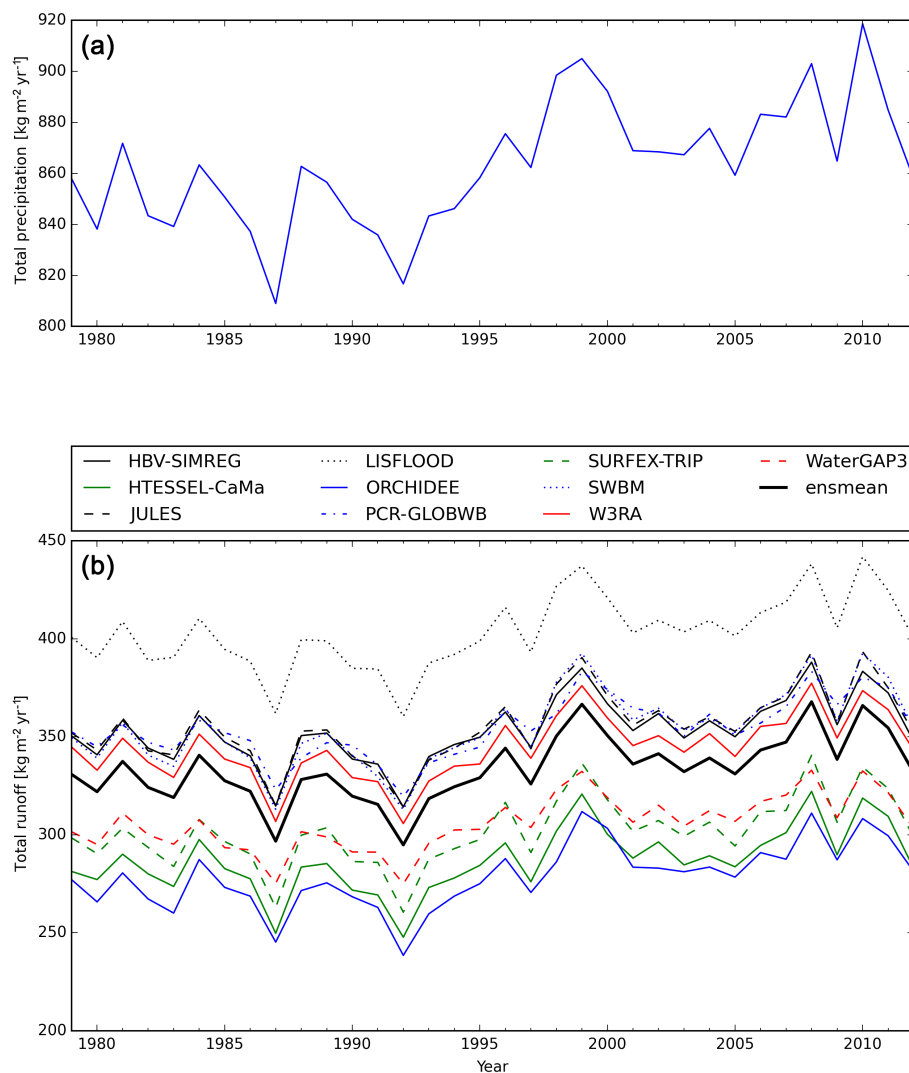 920
(a)
900
880
860
840
820
800
Total precipitation [kg m⁻² yr⁻¹]
1980 1985 1990 1995 2000 2005 2010
HBV-SIMREG LISFLOOD SURFEX-TRIP WaterGAP3
HTESSEL-CaMa ORCHIDEE SWBM ensmean
JULES PCR-GLOBWB W3RA
450
(b)
400
350
300
250
200
Total runoff [kg m⁻² yr⁻¹]
1980 1985 1990 1995 2000 2005 2010
Year